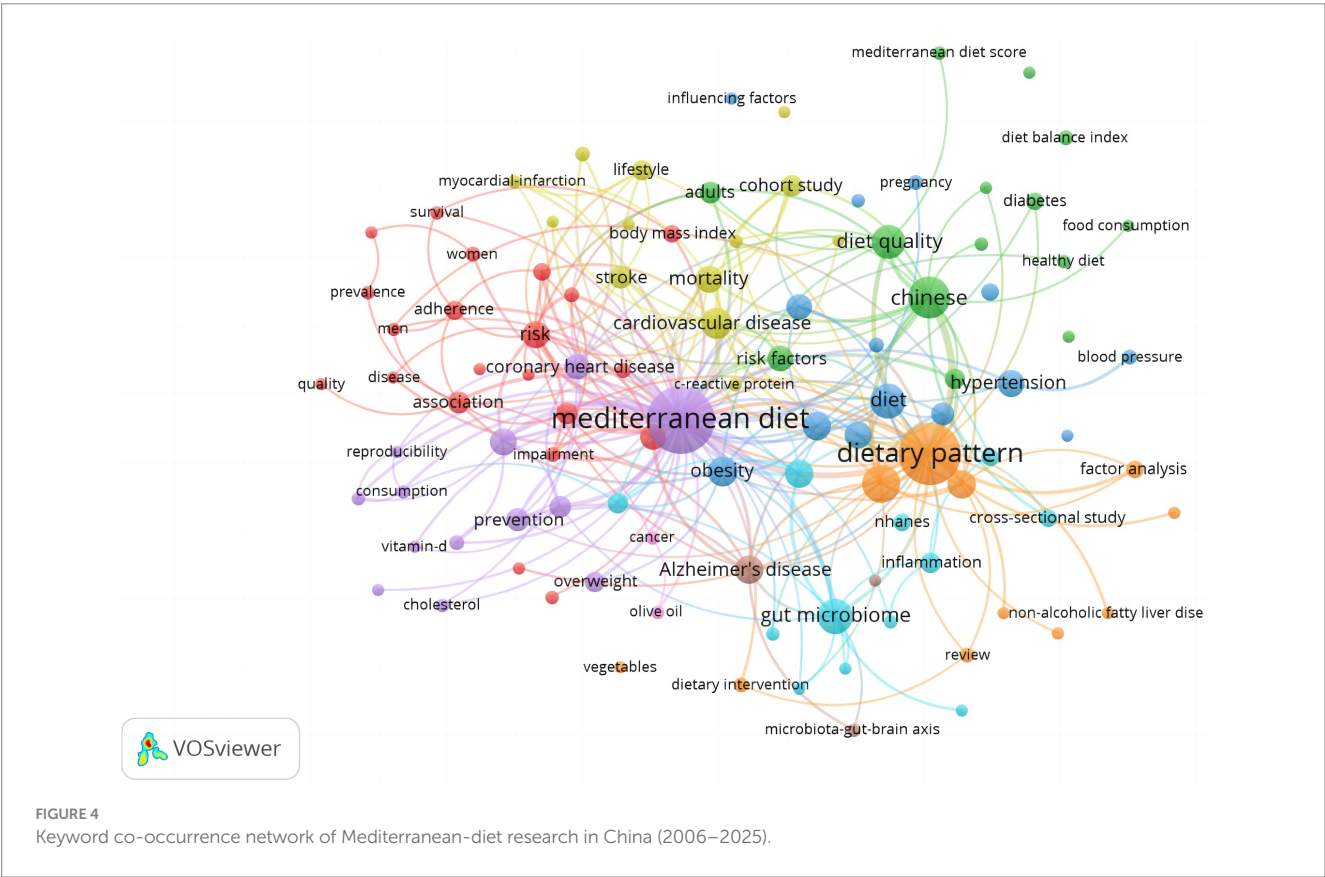 mediterranean diet score
influencing factors
diet balance index
lifestyle
myocardial-infarction
adults
cohort study
pregnancy
diabetes
survival
food consumption
body mass index
diet quality
women
healthy diet
stroke
mortality
prevalence
chinese
adherence
men
risk
cardiovascular disease
risk factors
blood pressure
coronary heart disease
quality
disease
c-reactive protein
hypertension
association
diet
mediterranean diet
reproducibility
impairment
dietary pattern
obesity
factor analysis
consumption
prevention
nhanes
cross-sectional study
vitamin-d
cancer
inflammation
Alzheimer's disease
overweight
cholesterol
olive oil
gut microbiome
non-alcoholic fatty liver dise
vegetables
review
dietary intervention
microbiota-gut-brain axis
VOSviewer
FIGURE 4
Keyword co-occurrence network of Mediterranean-diet research in China (2006–2025).